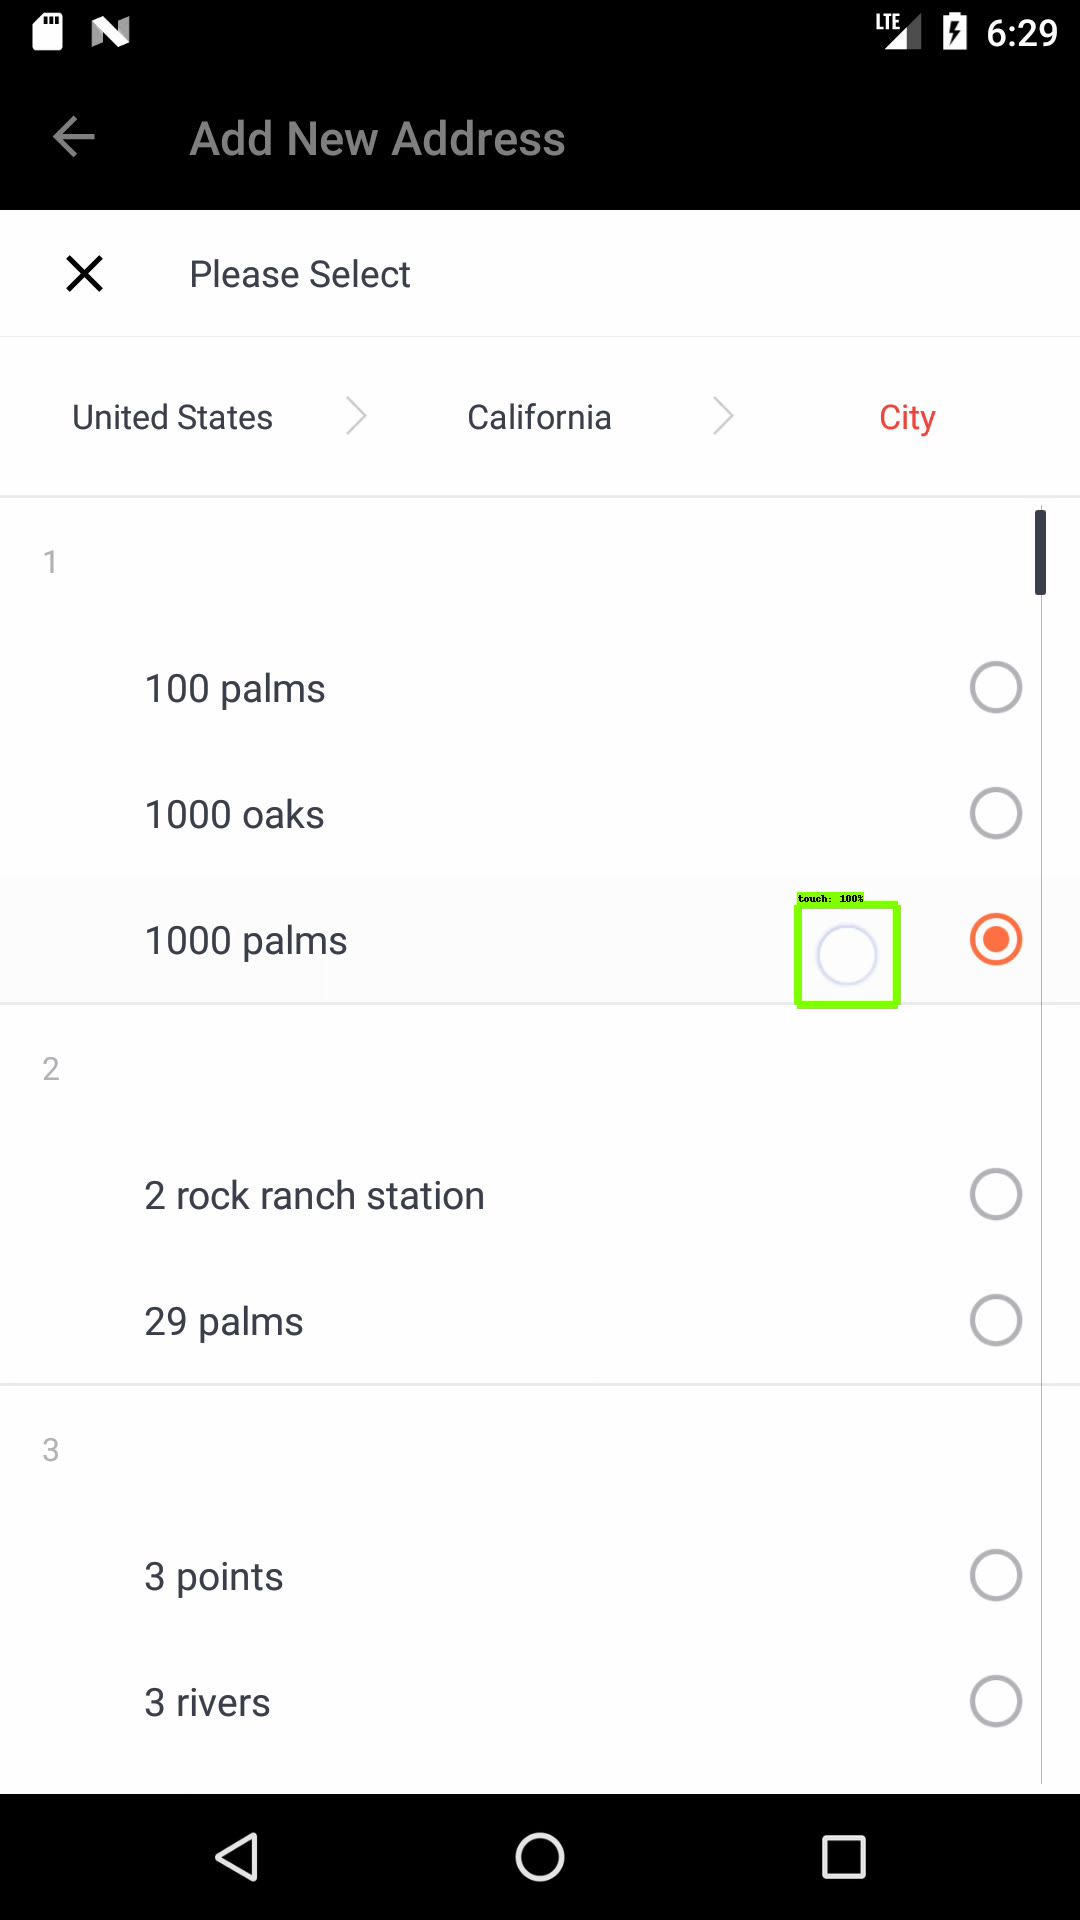 LTE 6:29
Add New Address
Please Select
United States California City
1
100 palms
1000 oaks
touch: 100%
1000 palms
2
2 rock ranch station
29 palms
3
3 points
3 rivers